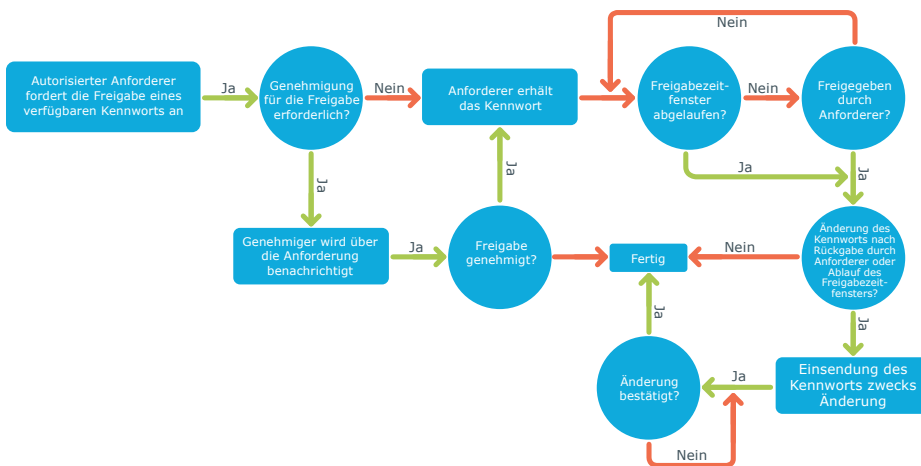 Nein
Autorisierter Anforderer
fordert die Freigabe eines
verfügbaren Kennworts an
Ja
Genehmigung
für die Freigabe
erforderlich?
Nein
Anforderer erhält
das Kennwort
Freigabezeit-
fenster
abgelaufen?
Nein
Freigegeben
durch
Anforderer?
Ja
Ja
Ja
Ja
Genehmiger wird über
die Anforderung
benachrichtigt
Ja
Freigabe
genehmigt?
Fertig
Nein
Änderung des
Kennworts nach
Rückgabe durch
Anforderer oder
Ablauf des
Freigabezeit-
fensters?
Ja
Ja
Änderung
bestätigt?
Ja
Einsendung des
Kennworts zwecks
Änderung
Nein